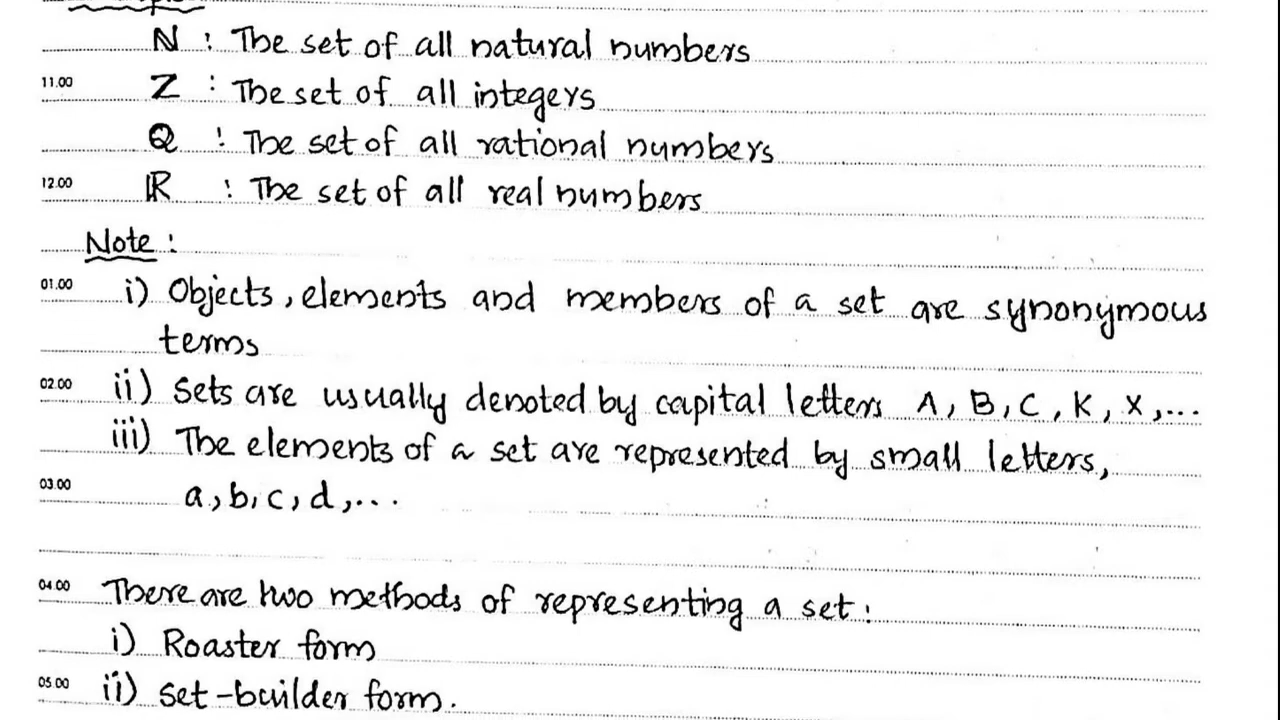 N : The set of all natural numbers
11.00 Z : The set of all integers
Q : The set of all rational numbers
12.00 ℝ : The set of all real numbers
Note :
01.00 i) Objects, elements and members of a set are synonymous
terms
02.00 ii) Sets are usually denoted by capital letters A, B, C, K, X,...
iii) The elements of a set are represented by small letters,
03.00 a, b, c, d,...
04.00 There are two methods of representing a set :
i) Roaster form
05.00 ii) Set-builder form.